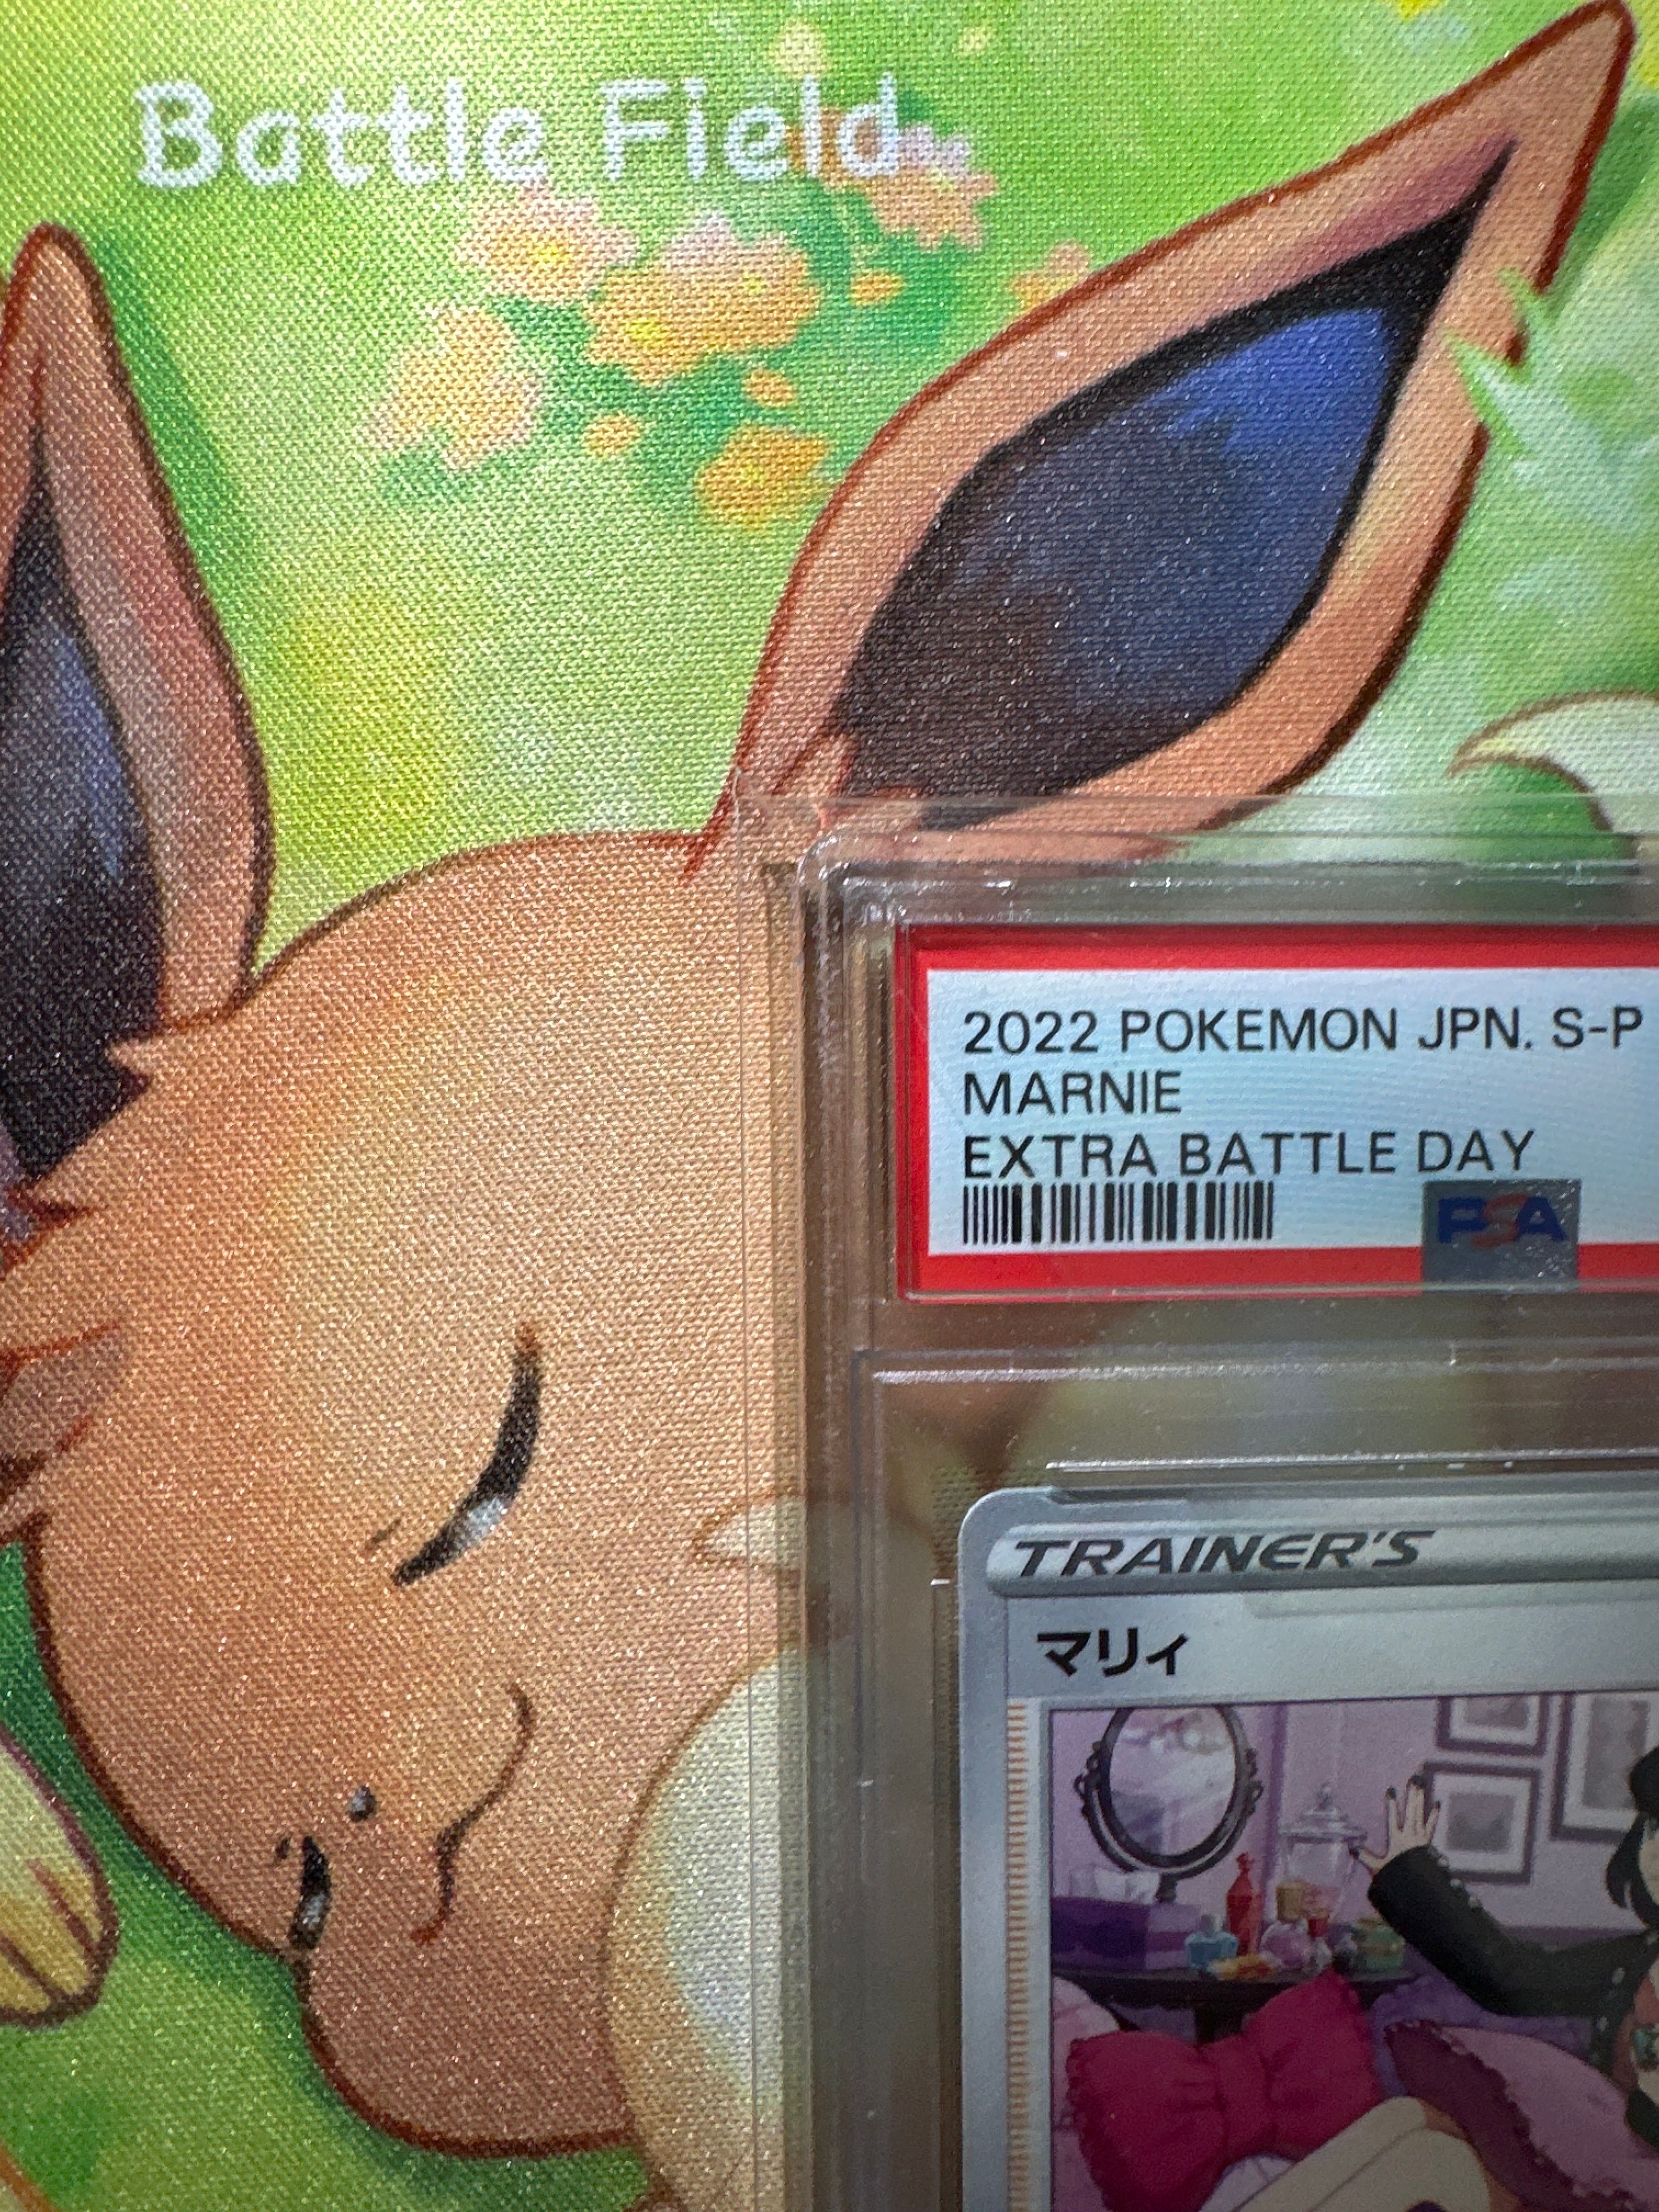 Battle Field
2022 POKEMON JPN. S-P
MARNIE
EXTRA BATTLE DAY
PSA
TRAINER'S
マリィ